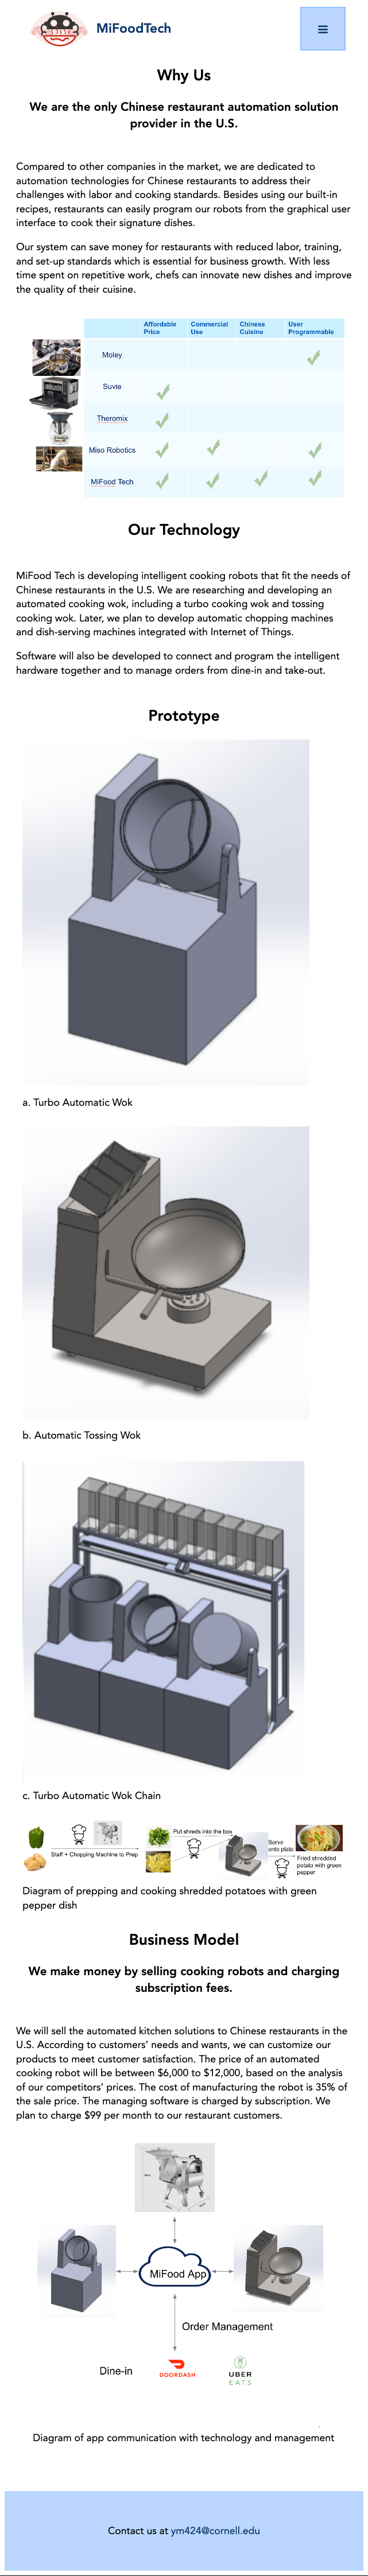 MiFoodTech
Why Us
We are the only Chinese restaurant automation solution
provider in the U.S.
Compared to other companies in the market, we are dedicated to
automation technologies for Chinese restaurants to address their
challenges with labor and cooking standards. Besides using our built-in
recipes, restaurants can easily program our robots from the graphical user
interface to cook their signature dishes.
Our system can save money for restaurants with reduced labor, training,
and set-up standards which is essential for business growth. With less
time spent on repetitive work, chefs can innovate new dishes and improve
the quality of their cuisine.
Affordable Commercial Chinese User
Price Use Cuisine Programmable
Moley
Suvie
Theromix
Miso Robotics
MiFood Tech
Our Technology
MiFood Tech is developing intelligent cooking robots that fit the needs of
Chinese restaurants in the U.S. We are researching and developing an
automated cooking wok, including a turbo cooking wok and tossing
cooking wok. Later, we plan to develop automatic chopping machines
and dish-serving machines integrated with Internet of Things.
Software will also be developed to connect and program the intelligent
hardware together and to manage orders from dine-in and take-out.
Prototype
a. Turbo Automatic Wok
b. Automatic Tossing Wok
c. Turbo Automatic Wok Chain
Put shreds into the box
Staff + Chopping Machine to Prep
Serve
onto plate
Fried shredded
potato with green
pepper
Diagram of prepping and cooking shredded potatoes with green
pepper dish
Business Model
We make money by selling cooking robots and charging
subscription fees.
We will sell the automated kitchen solutions to Chinese restaurants in the
U.S. According to customers' needs and wants, we can customize our
products to meet customer satisfaction. The price of an automated
cooking robot will be between $6,000 to $12,000, based on the analysis
of our competitors' prices. The cost of manufacturing the robot is 35% of
the sale price. The managing software is charged by subscription. We
plan to charge $99 per month to our restaurant customers.
MiFood App
Order Management
Dine-in
DOORDASH
UBER
EATS
Diagram of app communication with technology and management
Contact us at ym424@cornell.edu